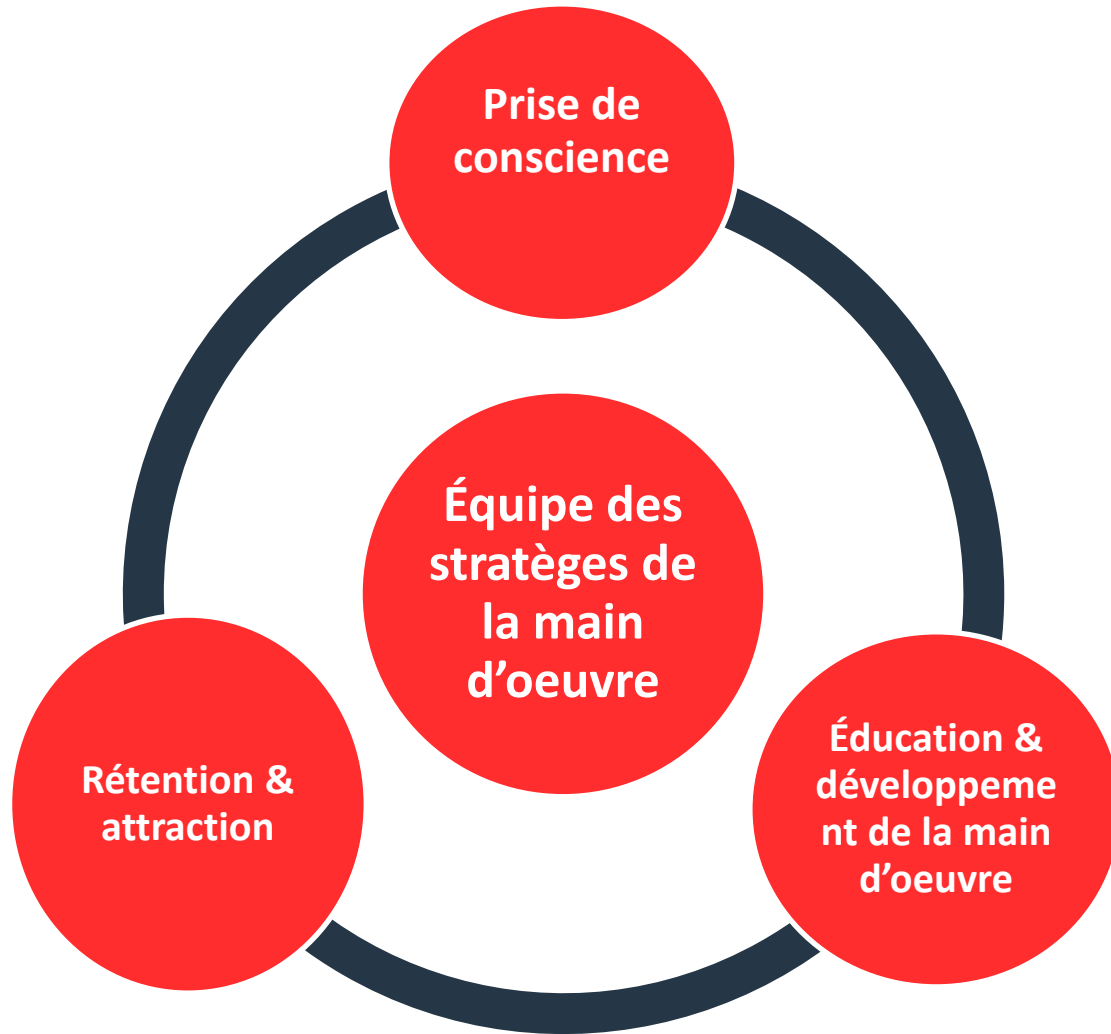 Prise de
conscience
Équipe des
stratèges de
la main
d’oeuvre
Rétention &
attraction
Éducation &
développeme
nt de la main
d’oeuvre